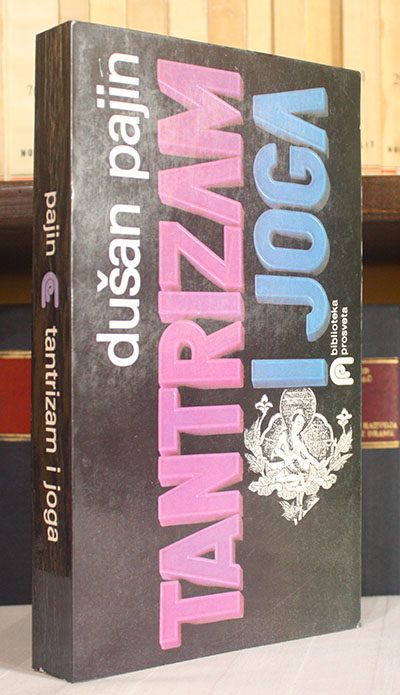 dušan pajin
TANTRIZAM
I JOGA
biblioteka
prosveta
pajin
tantrizam i joga